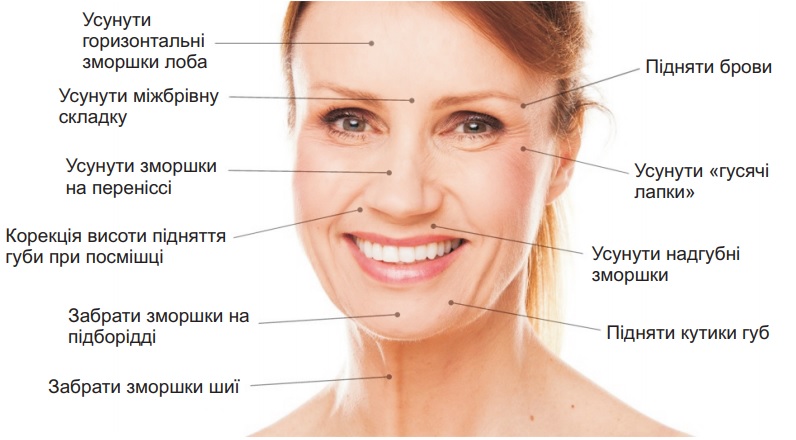 Усунути
горизонтальні
зморшки лоба
Усунути міжбрівну
складку
Усунути зморшки
на переніссі
Корекція висоти підняття
губи при посмішці
Забрати зморшки на
підборідді
Забрати зморшки шиї
Підняти брови
Усунути «гусячі
лапки»
Усунути надгубні
зморшки
Підняти кутики губ